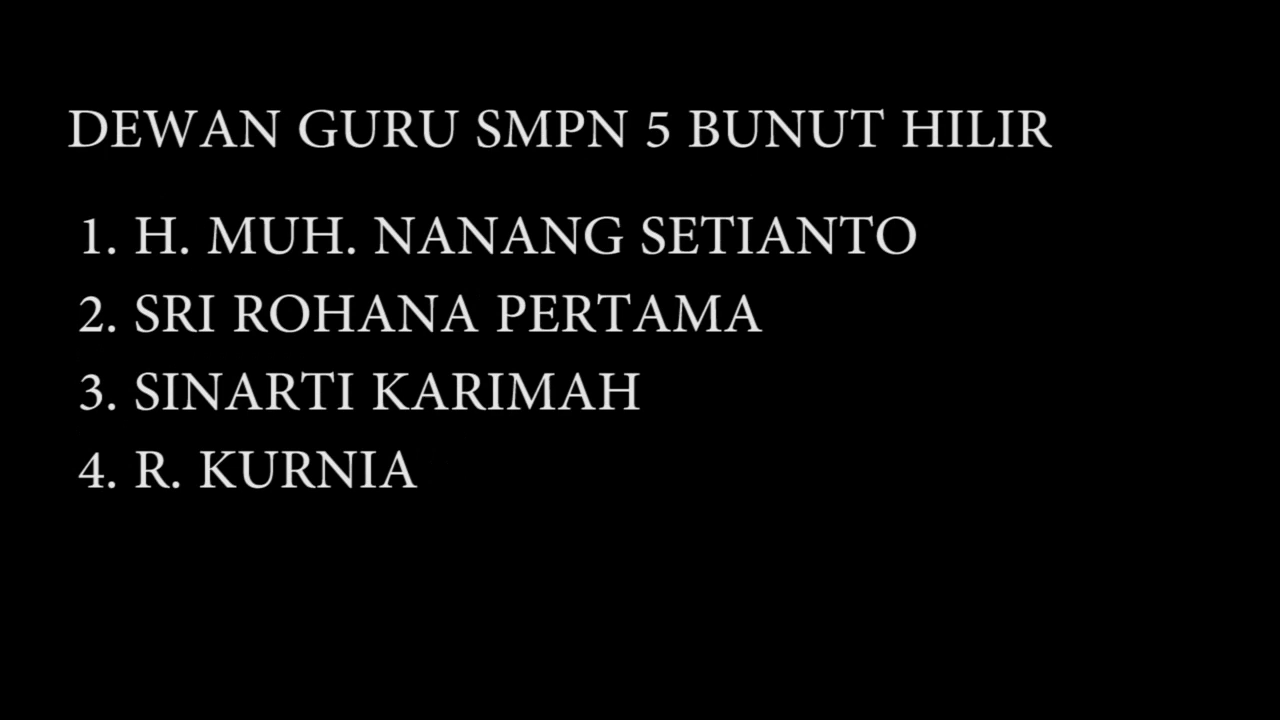 DEWAN GURU SMPN 5 BUNUT HILIR
1. H. MUH. NANANG SETIANTO
2. SRI ROHANA PERTAMA
3. SINARTI KARIMAH
4. R. KURNIA